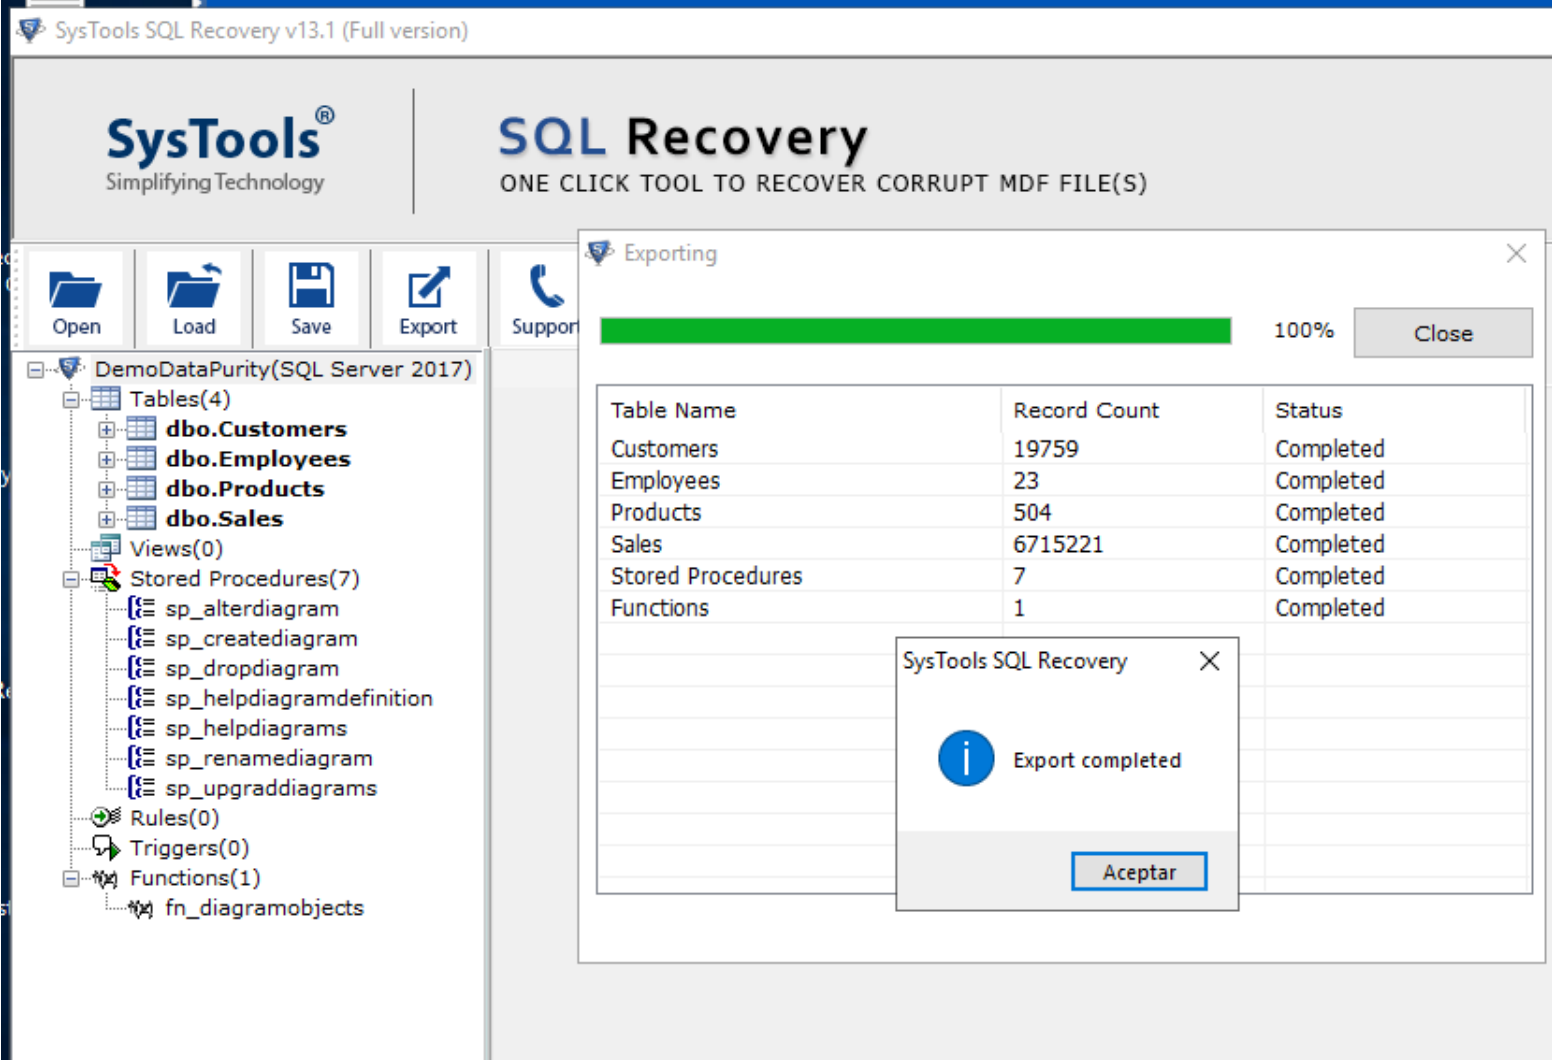 SysTools SQL Recovery v13.1 (Full version)
SysTools®
Simplifying Technology
SQL Recovery
ONE CLICK TOOL TO RECOVER CORRUPT MDF FILE(S)
Open
Load
Save
Export
Support
DemoDataPurity(SQL Server 2017)
Tables(4)
dbo.Customers
dbo.Employees
dbo.Products
dbo.Sales
Views(0)
Stored Procedures(7)
sp_alterdiagram
sp_creatediagram
sp_dropdiagram
sp_helpdiagramdefinition
sp_helpdiagrams
sp_renamediagram
sp_upgraddiagrams
Rules(0)
Triggers(0)
Functions(1)
fn_diagramobjects
Exporting
100% Close
Table Name Record Count Status
Customers 19759 Completed
Employees 23 Completed
Products 504 Completed
Sales 6715221 Completed
Stored Procedures 7 Completed
Functions 1 Completed
SysTools SQL Recovery
Export completed
Aceptar